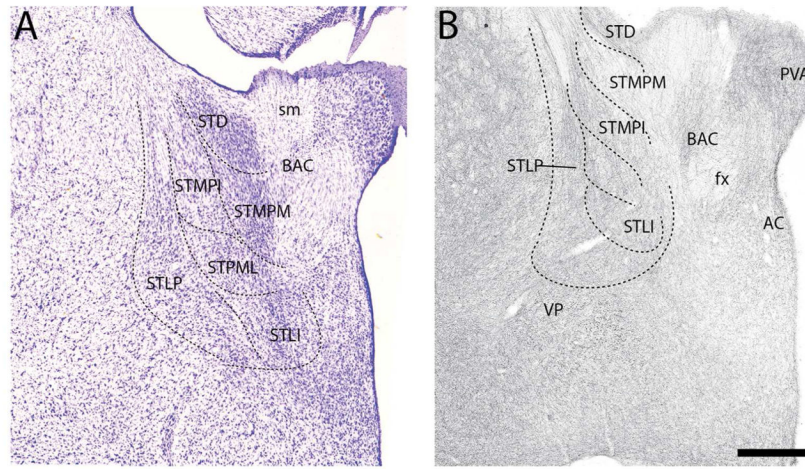 A
STD
sm
BAC
STMPI
STMPM
STPML
STLP
STLI
B
STD
PVA
STMPM
STMPI
BAC
STLP
fx
STLI
AC
VP